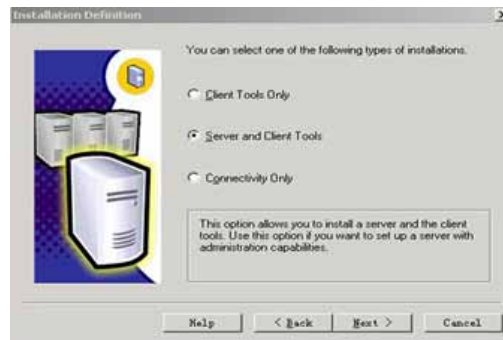 Installation Definition
You can select one of the following types of installations.
Client Tools Only
Server and Client Tools
Connectivity Only
This option allows you to install a server and the client
tools. Use this option if you want to set up a server with
administration capabilities.
Help
< Back
Next >
Cancel